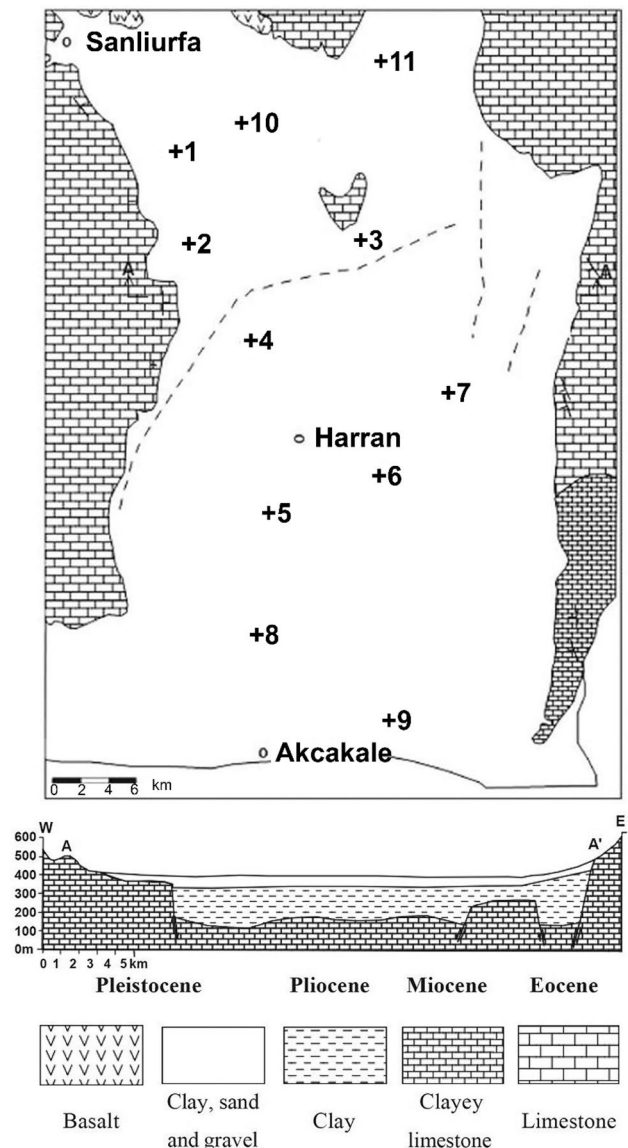 Sanliurfa
+11
+10
+1
+2
+3
A
A
+4
+7
Harran
+6
+5
+8
+9
Akcakale
0 2 4 6 km
W
E
600
A
A'
500
400
300
200
100
0m
0 1 2 3 4 5 km
Pleistocene Pliocene Miocene Eocene
Basalt
Clay, sand
and gravel
Clay
Clayey
limestone
Limestone